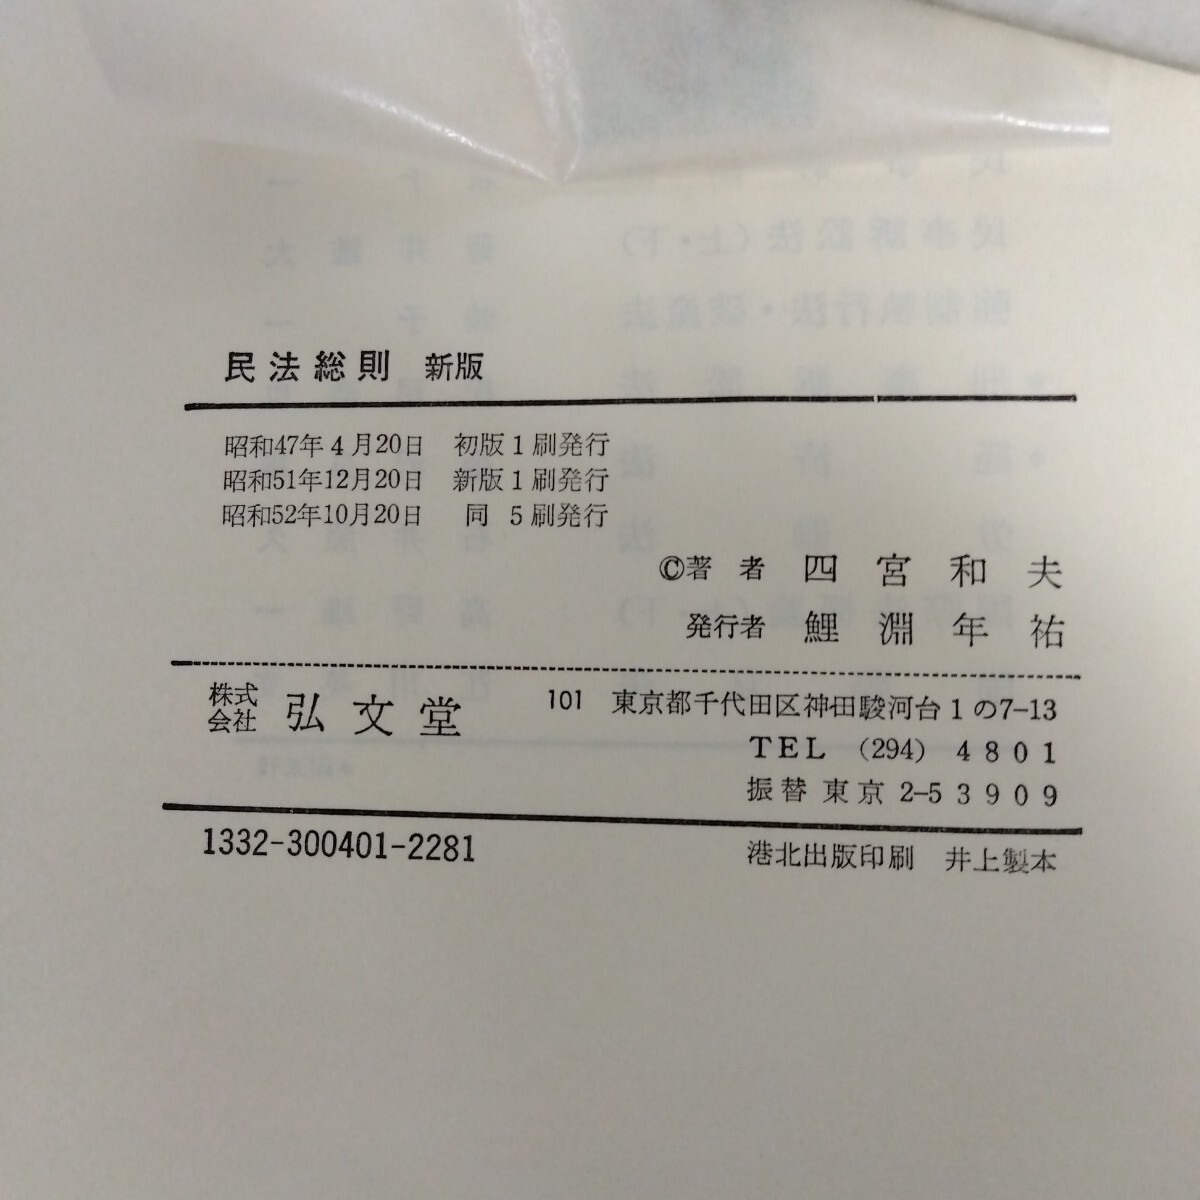 民法総則 新版
昭和47年4月20日 初版1刷発行
昭和51年12月20日 新版1刷発行
昭和52年10月20日 同 5刷発行
©著者 四宮和夫
発行者 鯉淵年祐
株式会社 弘文堂 101 東京都千代田区神田駿河台1の7-13
TEL (294) 4801
振替 東京 2-53909
1332-300401-2281 港北出版印刷 井上製本